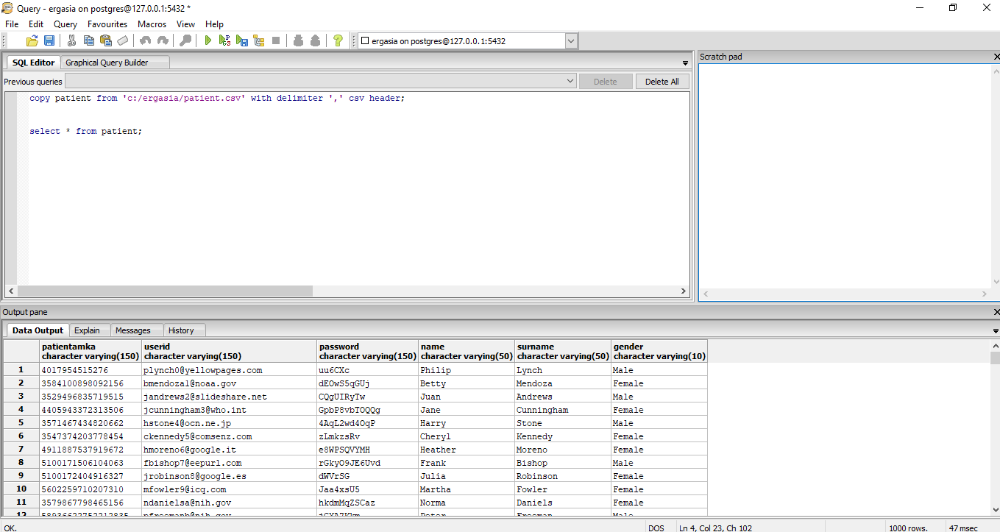 Query - ergasia on postgres@127.0.0.1:5432 *
File Edit Query Favourites Macros View Help
ergasia on postgres@127.0.0.1:5432
SQL Editor Graphical Query Builder
Scratch pad
Previous queries Delete Delete All
copy patient from 'c:/ergasia/patient.csv' with delimiter ',' csv header;
select * from patient;
Output pane
Data Output Explain Messages History
patientamka userid password name surname gender
character varying(150) character varying(150) character varying(150) character varying(50) character varying(50) character varying(10)
1 4017954515276 plynch0@yellowpages.com uu6CXc Philip Lynch Male
2 3584100898092156 bmendoza1@noaa.gov dEOwS5qGUj Betty Mendoza Female
3 3529496835719515 jandrews2@slideshare.net CQgUIRyTw Juan Andrews Male
4 4405943372313506 jcunningham3@who.int GpbP8vbTOQQg Jane Cunningham Female
5 3571467434820662 hstone4@ocn.ne.jp 4AqL2wd4OqP Harry Stone Male
6 3547374203778454 ckennedy5@comsenz.com zLmkzsRv Cheryl Kennedy Female
7 4911887537919672 hmoreno6@google.it e8WPSQVYMH Heather Moreno Female
8 5100171506104063 fbishop7@eepurl.com rGkyO9JE6Uvd Frank Bishop Male
9 5100172404916327 jrobinson8@google.es dWVrSG Julia Robinson Female
10 5602259710207310 mfowler9@icq.com Jaa4xsU5 Martha Fowler Female
11 3579867798465156 ndanielsa@nih.gov hkdmMqZSCaz Norma Daniels Female
12 Peter Freeman Male
OK. DOS Ln 4, Col 23, Ch 102 1000 rows. 47 msec